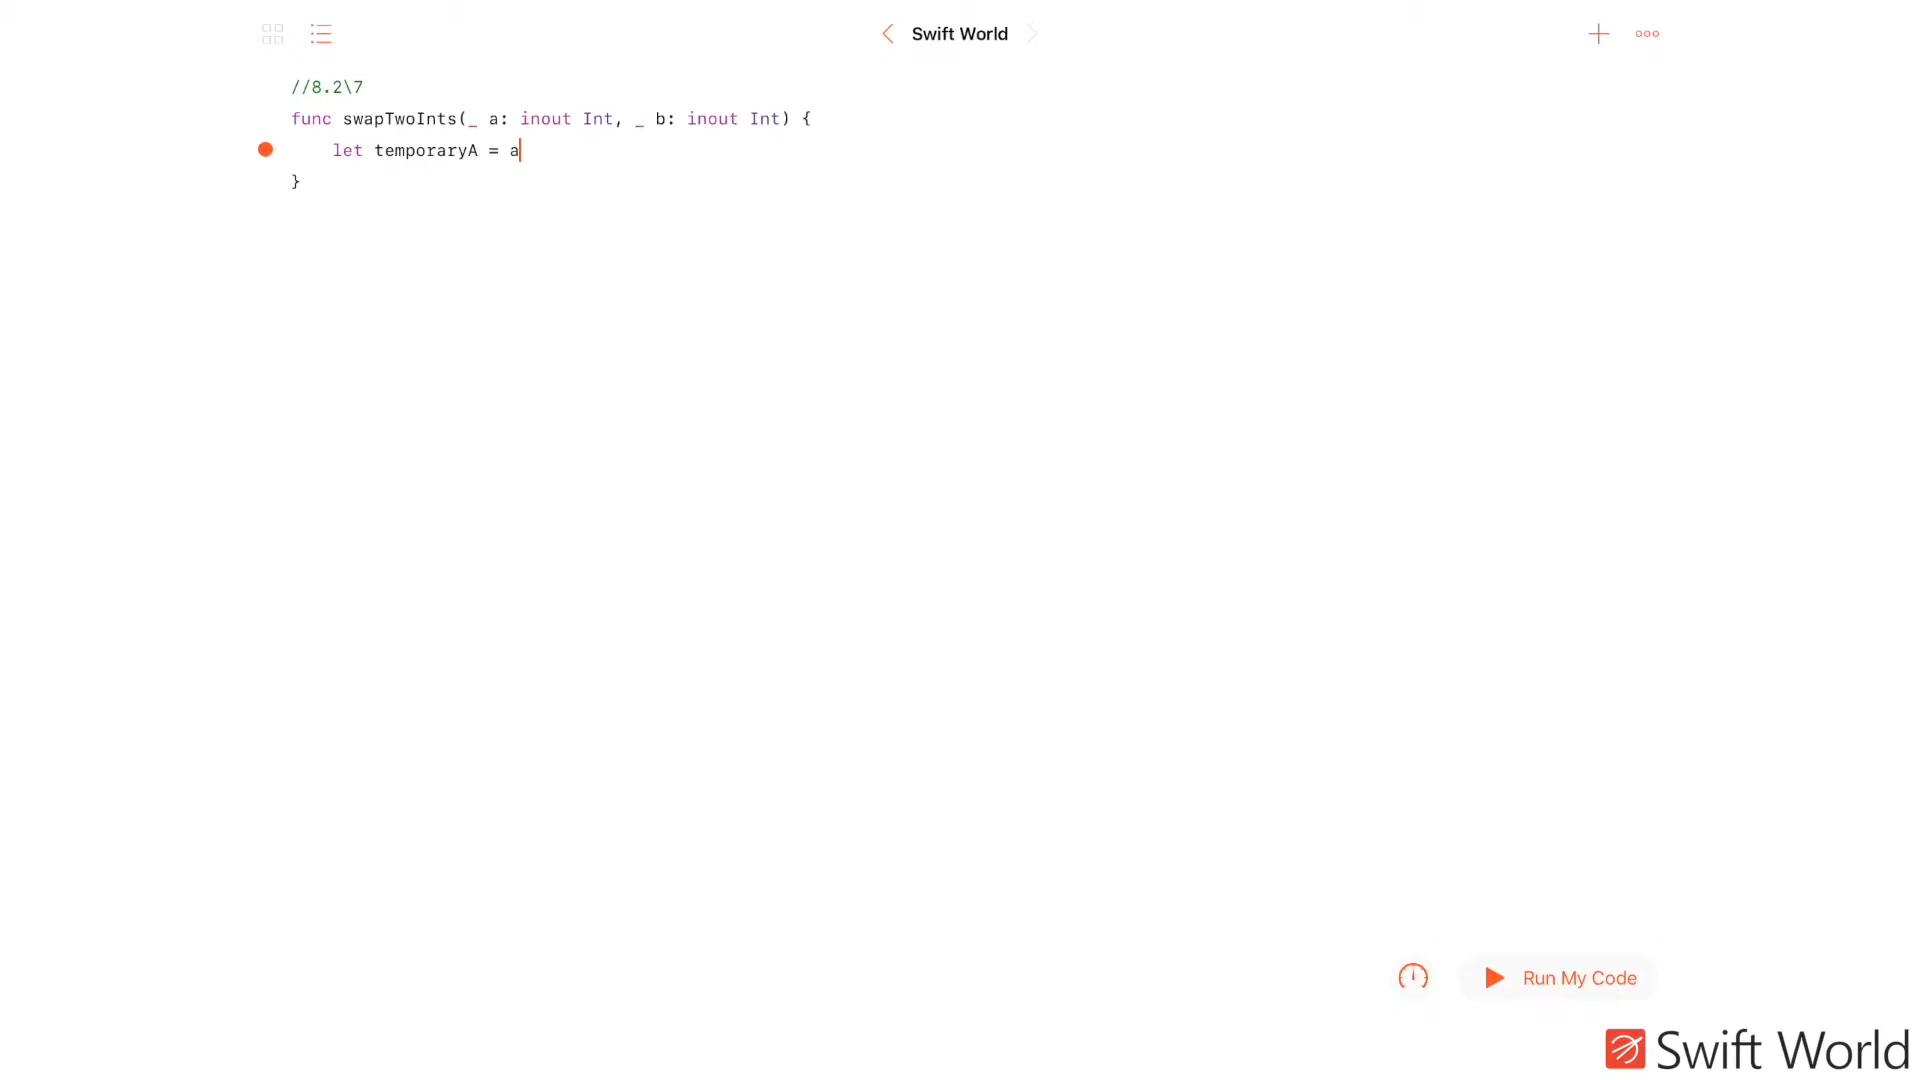 Swift World
//8.2\7
func swapTwoInts(_ a: inout Int, _ b: inout Int) {
    let temporaryA = a
}
Run My Code
Swift World